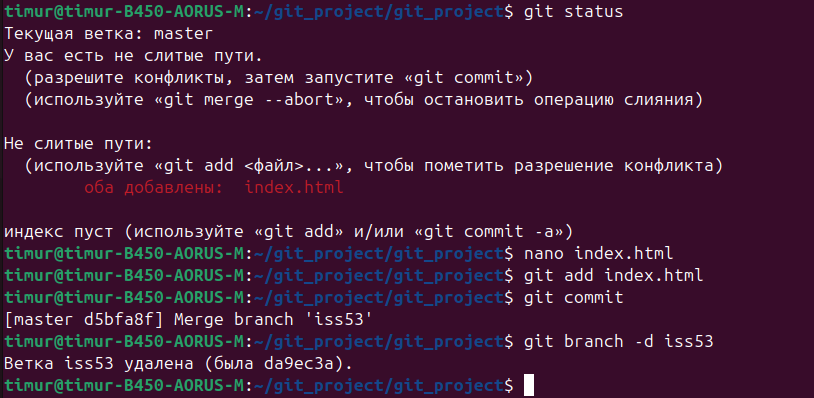 timur@timur-B450-AORUS-M:~/git_project/git_project$ git status
Текущая ветка: master
У вас есть не слитые пути.
  (разрешите конфликты, затем запустите «git commit»)
  (используйте «git merge --abort», чтобы остановить операцию слияния)

Не слитые пути:
  (используйте «git add <файл>...», чтобы пометить разрешение конфликта)
        оба добавлены:  index.html

индекс пуст (используйте «git add» и/или «git commit -a»)
timur@timur-B450-AORUS-M:~/git_project/git_project$ nano index.html
timur@timur-B450-AORUS-M:~/git_project/git_project$ git add index.html
timur@timur-B450-AORUS-M:~/git_project/git_project$ git commit
[master d5bfa8f] Merge branch 'iss53'
timur@timur-B450-AORUS-M:~/git_project/git_project$ git branch -d iss53
Ветка iss53 удалена (была da9ec3a).
timur@timur-B450-AORUS-M:~/git_project/git_project$